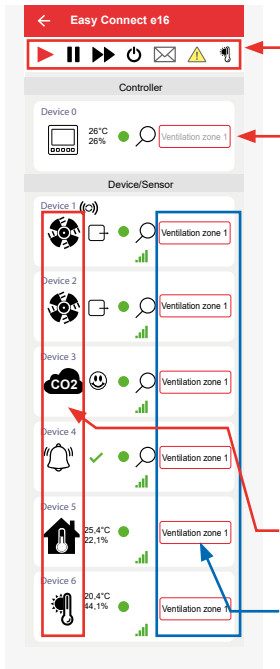 Easy Connect e16
Controller
Device 0
26°C
26%
Ventilation zone 1
Device/Sensor
Device 1
Ventilation zone 1
Device 2
Ventilation zone 1
Device 3
CO2
Ventilation zone 1
Device 4
Ventilation zone 1
Device 5
25,4°C
22,1%
Ventilation zone 1
Device 6
20,4°C
44,1%
Ventilation zone 1